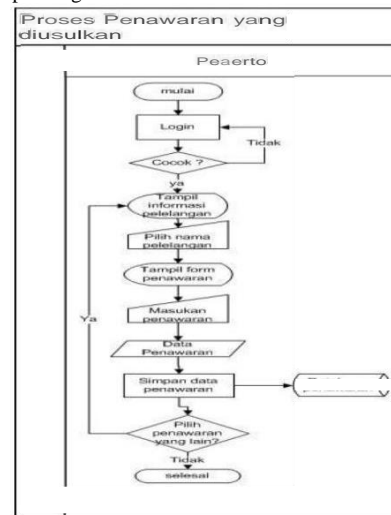 Proses Penawaran yang
diusulkan
Peaerto
mulai
Login
Tidak
Cocok ?
ya
Tampil
informasi
pelelangan
Pilih nama
pelelangan
Tampil form
penawaran
Ya
Masukan
penawaran
Data
Penawaran
Simpan data
penawaran
Pilih
penawaran
yang lain?
Tidak
selesai